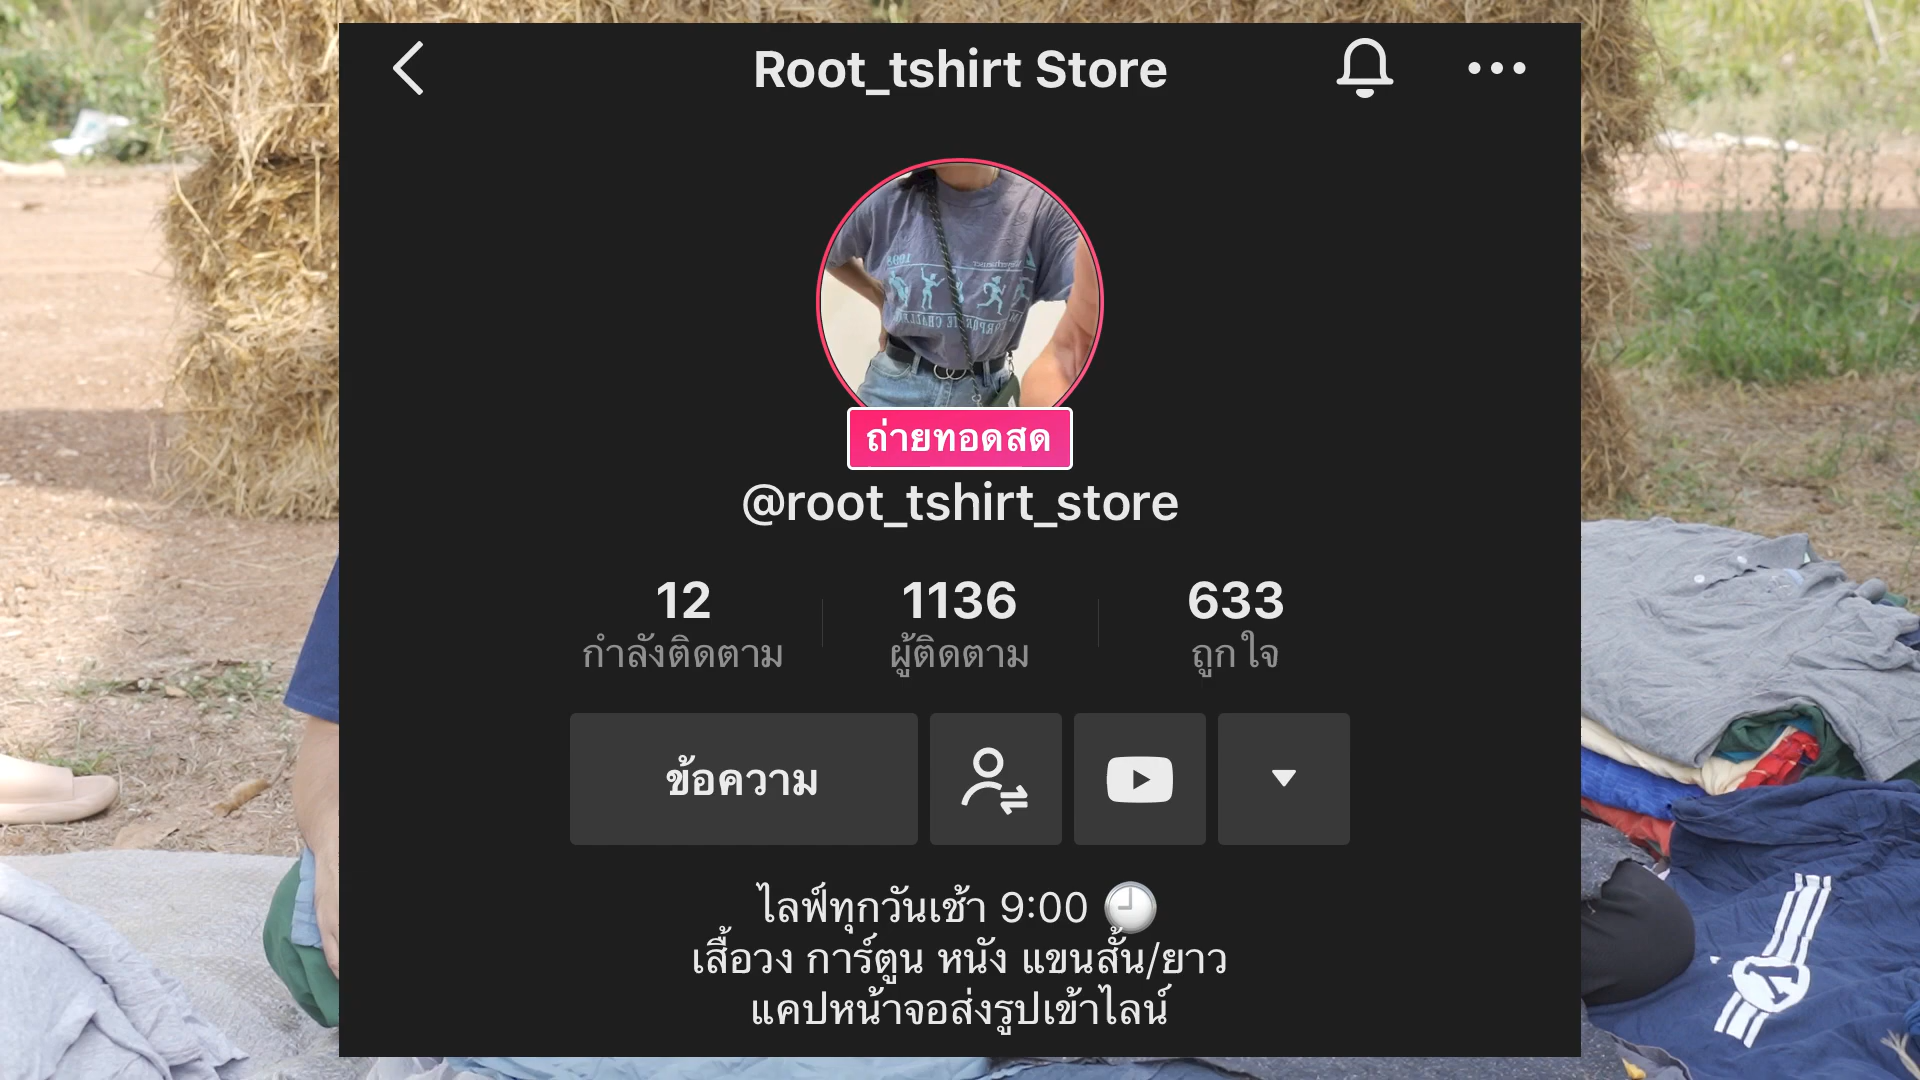 Root_tshirt Store
1998
ถ่ายทอดสด
@root_tshirt_store
12
กำลังติดตาม
1136
ผู้ติดตาม
633
ถูกใจ
ข้อความ
ไลฟ์ทุกวันเช้า 9:00
เสื้อวง การ์ตูน หนัง แขนสั้น/ยาว
แคปหน้าจอส่งรูปเข้าไลน์